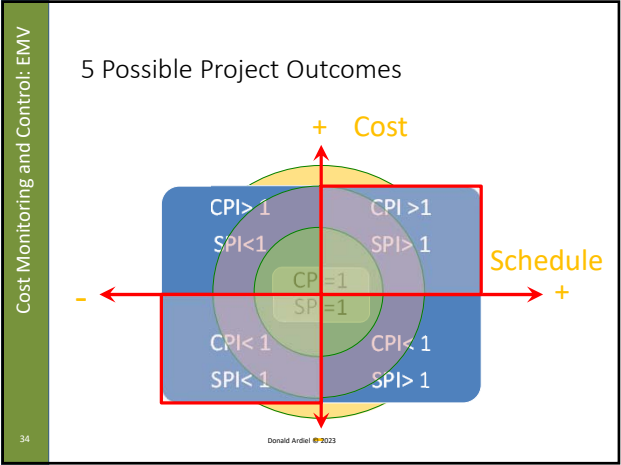 Cost Monitoring and Control: EMV
5 Possible Project Outcomes
+ Cost
CPI> 1
SPI<1
CPI >1
SPI> 1
Schedule
-
+
CPI=1
SPI=1
CPI< 1
SPI< 1
CPI< 1
SPI> 1
34
Donald Ardiel © 2023